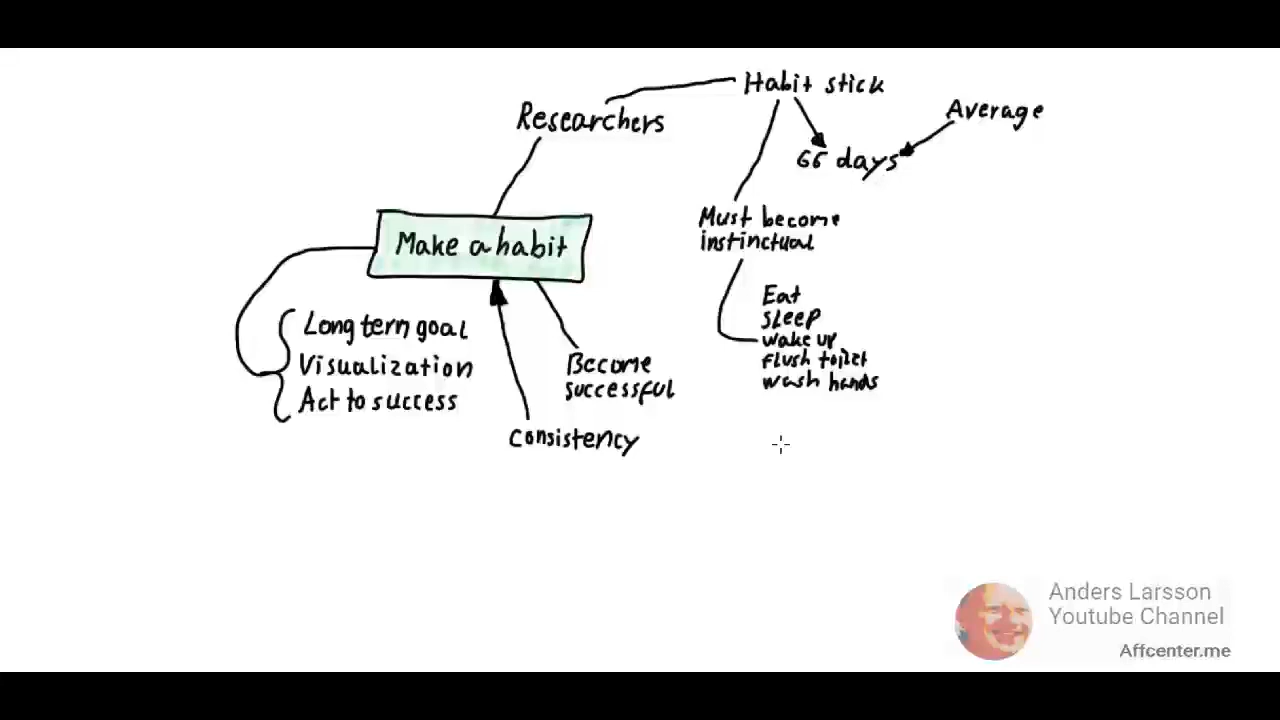 Habit stick
Researchers
Average
66 days
Must become
instinctual
Make a habit
Eat
sleep
wake up
flush toilet
wash hands
Long term goal
Visualization
Act to success
Become
successful
consistency
Anders Larsson
Youtube Channel
Affcenter.me